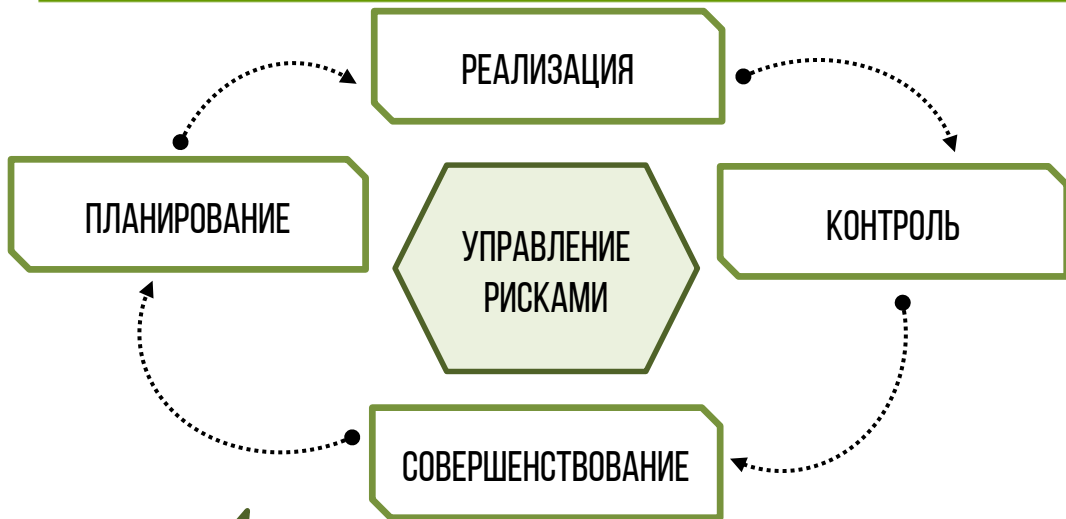 РЕАЛИЗАЦИЯ
ПЛАНИРОВАНИЕ
КОНТРОЛЬ
УПРАВЛЕНИЕ
РИСКАМИ
СОВЕРШЕНСТВОВАНИЕ